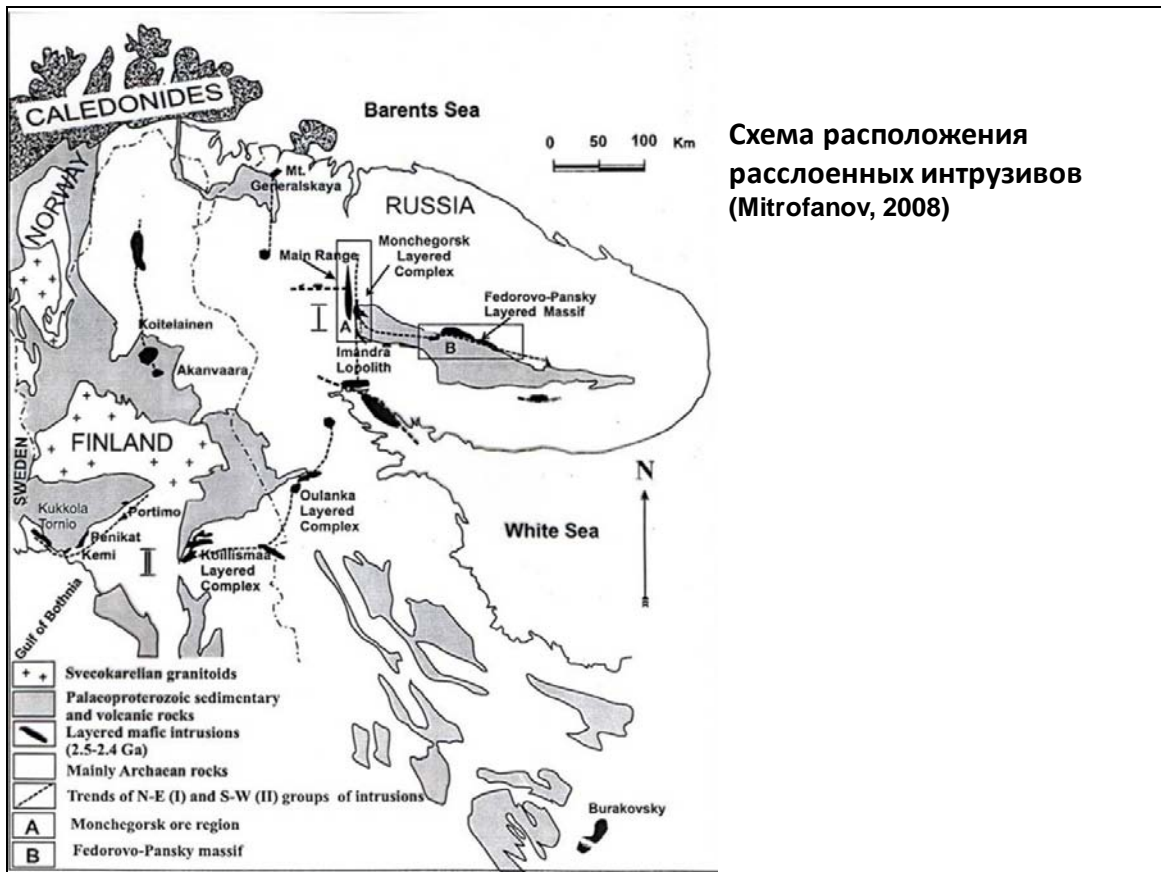 CALEDONIDES
Barents Sea
0 50 100 Km
Схема расположения
расслоенных интрузивов
(Mitrofanov, 2008)
Mt.
Generalskaya
NORWAY
RUSSIA
Main Range
Monchegorsk
Layered
Complex
Fedorovo-Pansky
Layered Massif
I
A
B
Imandra
Lopolith
Koitelainen
Akanvaara
FINLAND
SWEDEN
N
Kukkola
Tornio
Portimo
Penikat
Kemi
II
Oulanka
Layered
Complex
White Sea
Koillismaa
Layered
Complex
Gulf of Bothnia
Svecokarelian granitoids
Palaeoproterozoic sedimentary
and volcanic rocks
Layered mafic intrusions
(2.5-2.4 Ga)
Mainly Archaean rocks
Trends of N-E (I) and S-W (II) groups of intrusions
A Monchegorsk ore region
B Fedorovo-Pansky massif
Burakovsky